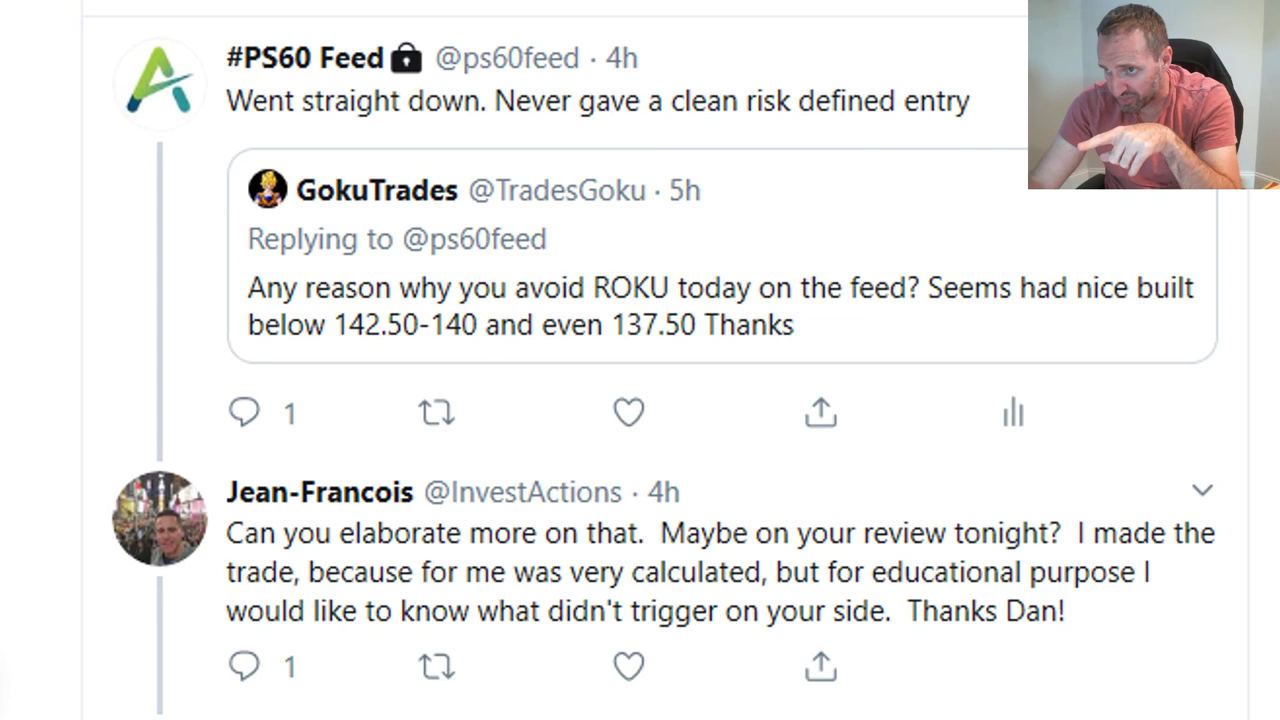 #PS60 Feed @ps60feed · 4h
Went straight down. Never gave a clean risk defined entry
GokuTrades @TradesGoku · 5h
Replying to @ps60feed
Any reason why you avoid ROKU today on the feed? Seems had nice built
below 142.50-140 and even 137.50 Thanks
1
Jean-Francois @InvestActions · 4h
Can you elaborate more on that.  Maybe on your review tonight?  I made the
trade, because for me was very calculated, but for educational purpose I
would like to know what didn't trigger on your side.  Thanks Dan!
1